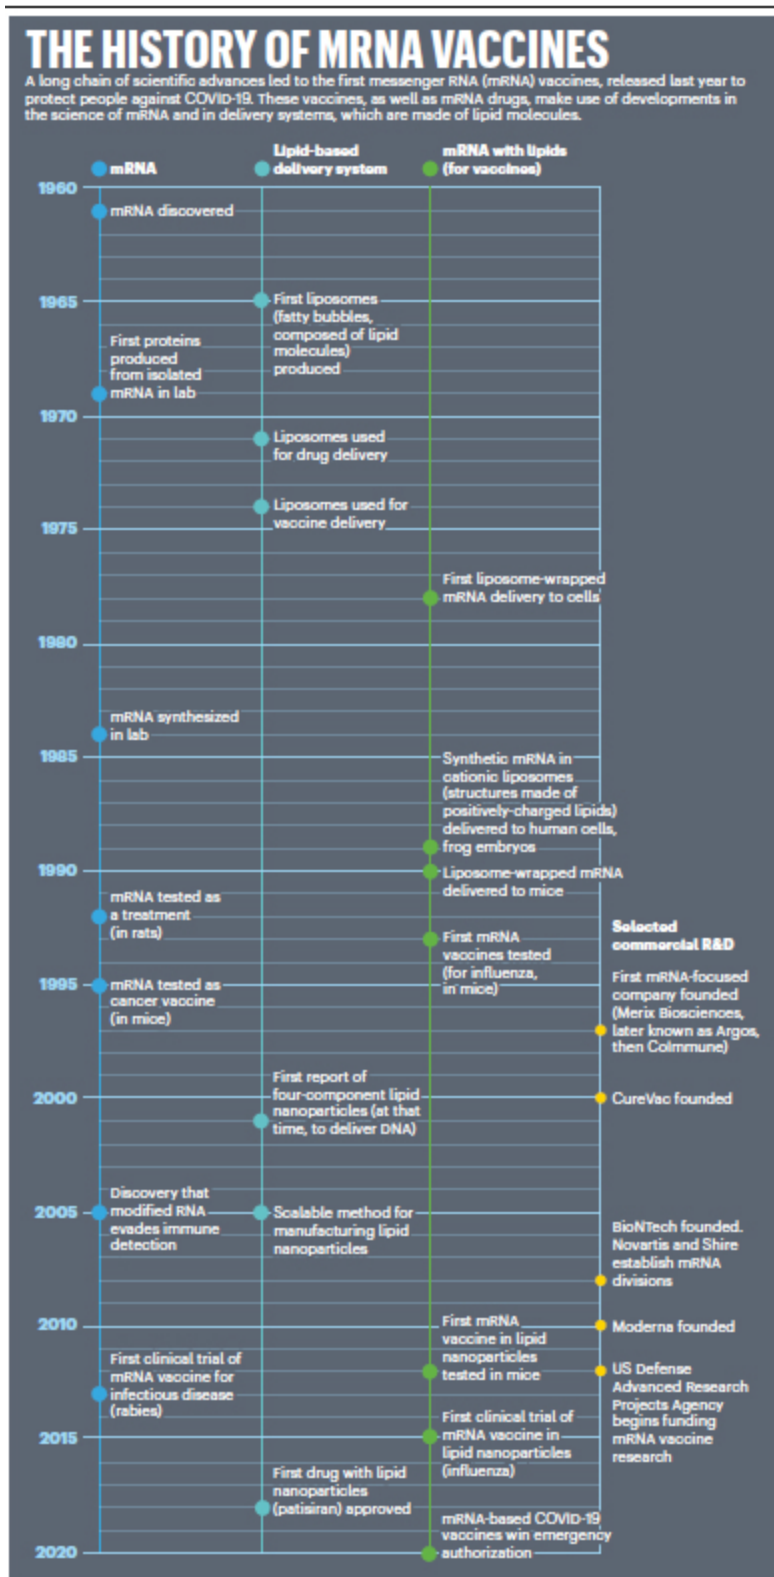 THE HISTORY OF MRNA VACCINES
A long chain of scientific advances led to the first messenger RNA (mRNA) vaccines, released last year to
protect people against COVID-19. These vaccines, as well as mRNA drugs, make use of developments in
the science of mRNA and in delivery systems, which are made of lipid molecules.
mRNA
Lipid-based
delivery system
mRNA with lipids
(for vaccines)
1960
mRNA discovered
1965
First liposomes
(fatty bubbles,
composed of lipid
molecules)
produced
First proteins
produced
from isolated
mRNA in lab
1970
Liposomes used
for drug delivery
Liposomes used for
vaccine delivery
1975
First liposome-wrapped
mRNA delivery to cells
1980
mRNA synthesized
in lab
1985
Synthetic mRNA in
cationic liposomes
(structures made of
positively-charged lipids)
delivered to human cells,
frog embryos
1990
Liposome-wrapped mRNA
delivered to mice
mRNA tested as
a treatment
(in rats)
First mRNA
vaccines tested
(for influenza,
in mice)
Selected
commercial R&D
1995
mRNA tested as
cancer vaccine
(in mice)
First mRNA-focused
company founded
(Merix Biosciences,
later known as Argos,
then CoImmune)
2000
CureVac founded
First report of
four-component lipid
nanoparticles (at that
time, to deliver DNA)
2005
Discovery that
modified RNA
evades immune
detection
Scalable method for
manufacturing lipid
nanoparticles
BioNTech founded.
Novartis and Shire
establish mRNA
divisions
2010
Moderna founded
First mRNA
vaccine in lipid
nanoparticles
tested in mice
First clinical trial of
mRNA vaccine for
infectious disease
(rabies)
US Defense
Advanced Research
Projects Agency
begins funding
mRNA vaccine
research
2015
First clinical trial of
mRNA vaccine in
lipid nanoparticles
(influenza)
First drug with lipid
nanoparticles
(patisiran) approved
mRNA-based COVID-19
vaccines win emergency
authorization
2020